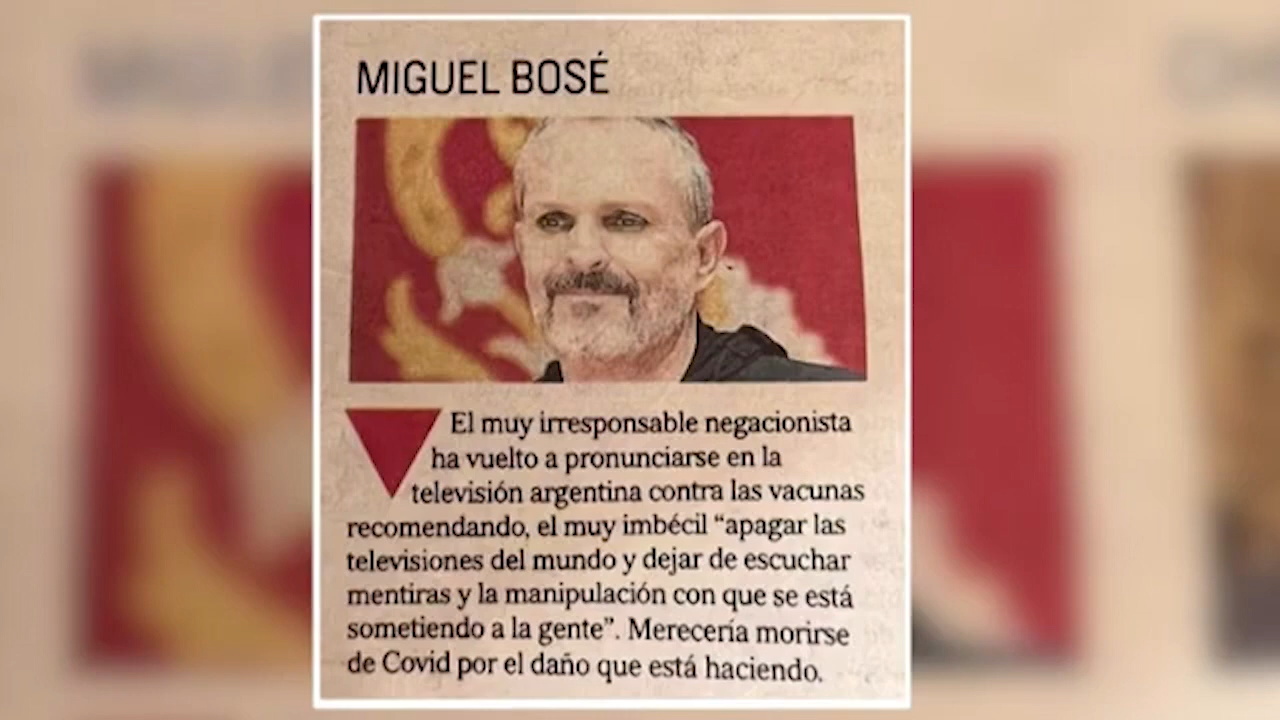 MIGUEL BOSÉ
El muy irresponsable negacionista
ha vuelto a pronunciarse en la
televisión argentina contra las vacunas
recomendando, el muy imbécil “apagar las
televisiones del mundo y dejar de escuchar
mentiras y la manipulación con que se está
sometiendo a la gente”. Merecería morirse
de Covid por el daño que está haciendo.